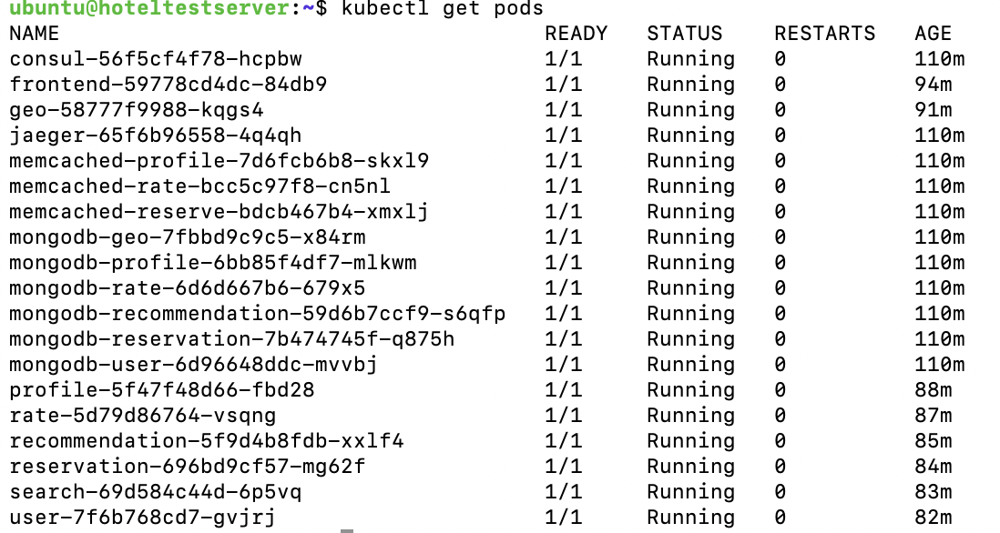 ubuntu@hoteltestserver:~$ kubectl get pods
NAME READY STATUS RESTARTS AGE
consul-56f5cf4f78-hcpbw 1/1 Running 0 110m
frontend-59778cd4dc-84db9 1/1 Running 0 94m
geo-58777f9988-kqgs4 1/1 Running 0 91m
jaeger-65f6b96558-4q4qh 1/1 Running 0 110m
memcached-profile-7d6fcb6b8-skxl9 1/1 Running 0 110m
memcached-rate-bcc5c97f8-cn5nl 1/1 Running 0 110m
memcached-reserve-bdcb467b4-xmxlj 1/1 Running 0 110m
mongodb-geo-7fbbd9c9c5-x84rm 1/1 Running 0 110m
mongodb-profile-6bb85f4df7-mlkwm 1/1 Running 0 110m
mongodb-rate-6d6d667b6-679x5 1/1 Running 0 110m
mongodb-recommendation-59d6b7ccf9-s6qfp 1/1 Running 0 110m
mongodb-reservation-7b474745f-q875h 1/1 Running 0 110m
mongodb-user-6d96648ddc-mvvbj 1/1 Running 0 110m
profile-5f47f48d66-fbd28 1/1 Running 0 88m
rate-5d79d86764-vsqng 1/1 Running 0 87m
recommendation-5f9d4b8fdb-xxlf4 1/1 Running 0 85m
reservation-696bd9cf57-mg62f 1/1 Running 0 84m
search-69d584c44d-6p5vq 1/1 Running 0 83m
user-7f6b768cd7-gvjrj 1/1 Running 0 82m